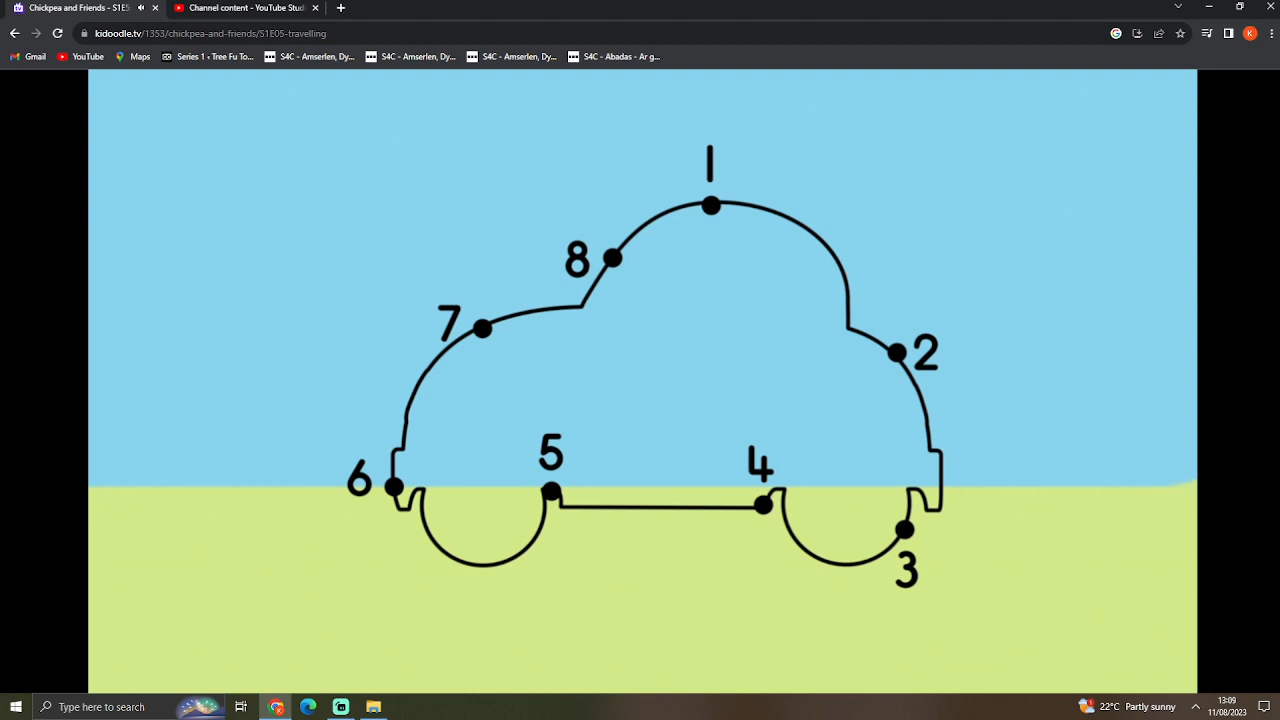 Chickpea and Friends - S1E5
Channel content - YouTube Stud
kidoodle.tv/1353/chickpea-and-friends/S1E05-travelling
Gmail YouTube Maps Series 1 - Tree Fu To... S4C - Amserlen, Dy... S4C - Amserlen, Dy... S4C - Amserlen, Dy... S4C - Abadas - Ar g...
1
8
7
2
5
4
6
3
Type here to search
22°C Partly sunny
13:09
11/08/2023